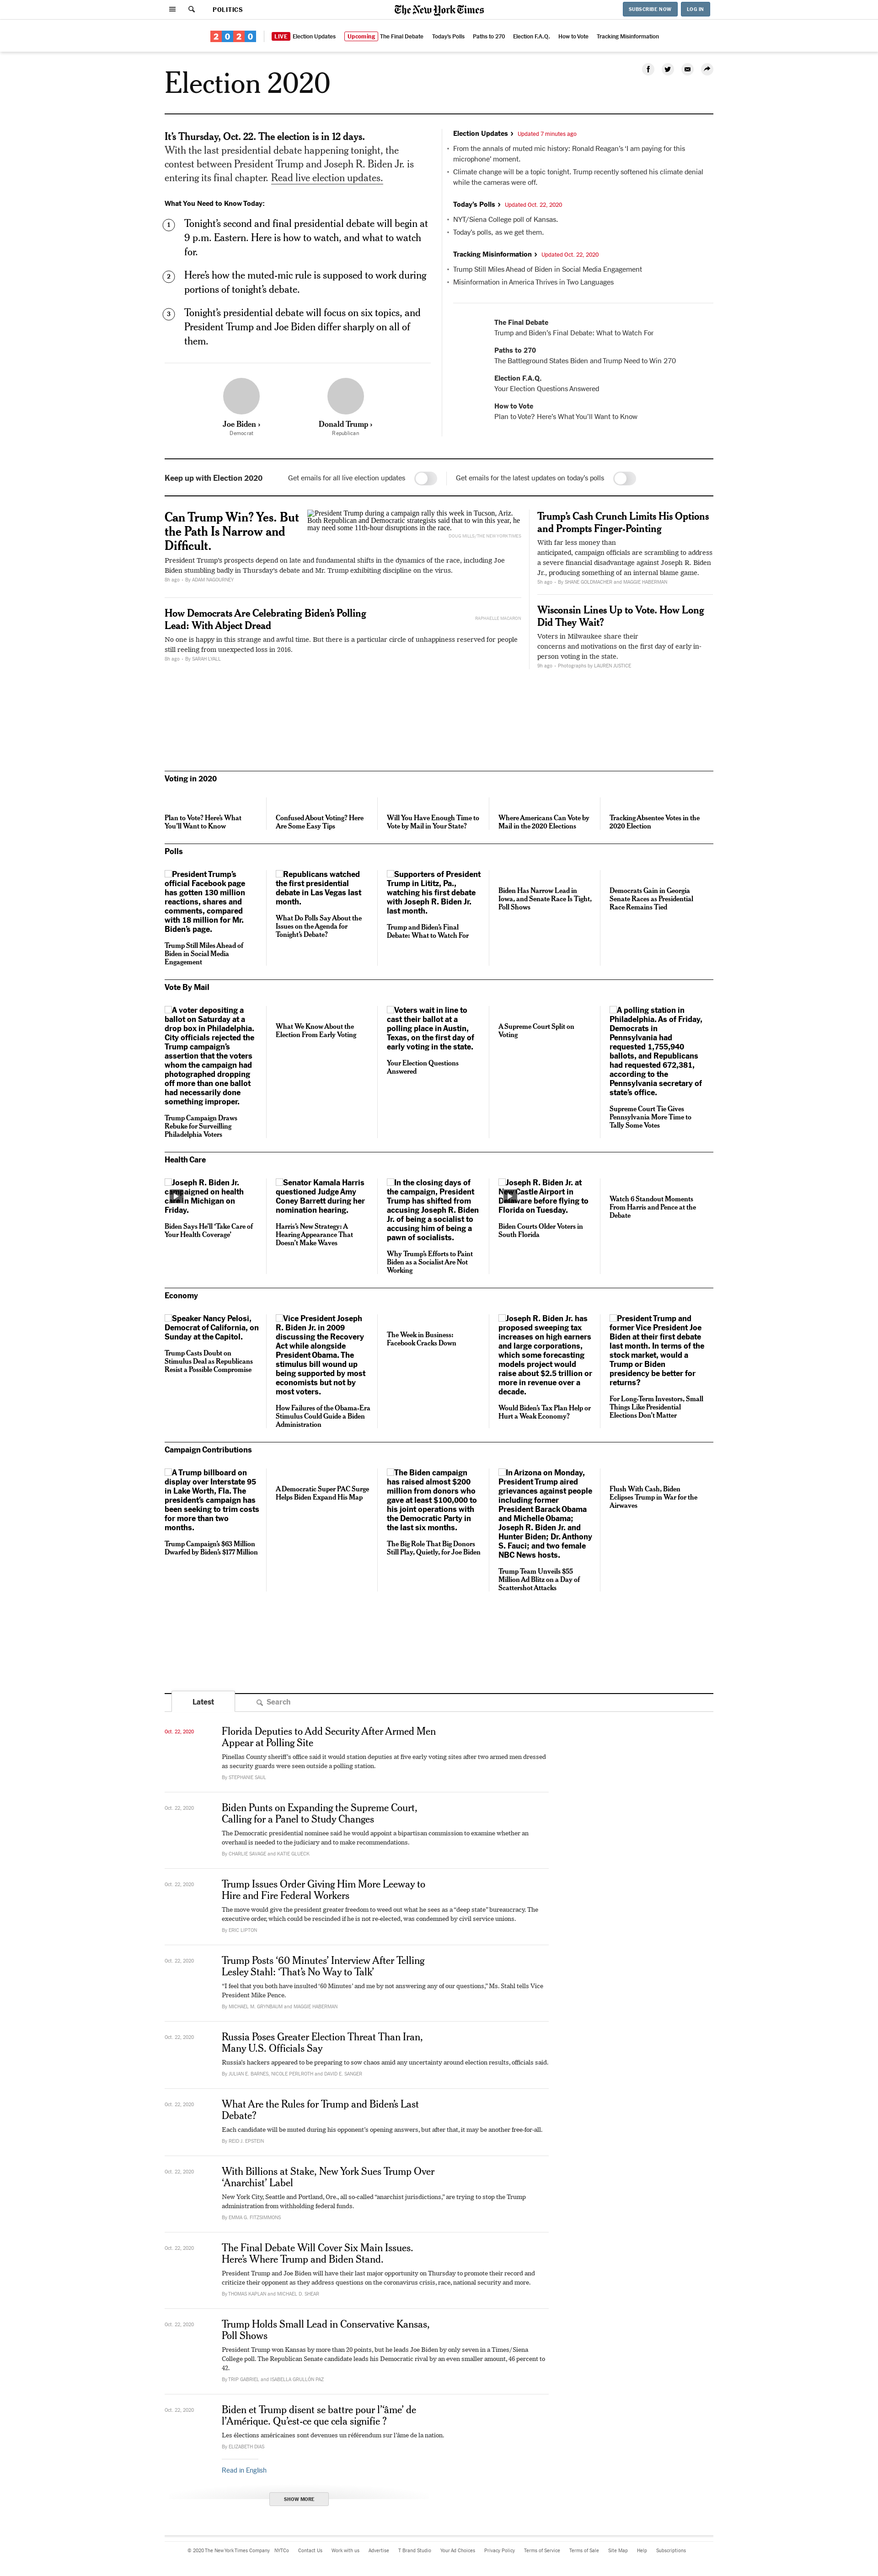 POLITICS
The New York Times
SUBSCRIBE NOW
LOG IN
2020
LIVE Election Updates
Upcoming The Final Debate
Today's Polls
Paths to 270
Election F.A.Q.
How to Vote
Tracking Misinformation
Election 2020
It's Thursday, Oct. 22. The election is in 12 days.
With the last presidential debate happening tonight, the
contest between President Trump and Joseph R. Biden Jr. is
entering its final chapter. Read live election updates.
What You Need to Know Today:
1
Tonight's second and final presidential debate will begin at
9 p.m. Eastern. Here is how to watch, and what to watch
for.
2
Here's how the muted-mic rule is supposed to work during
portions of tonight's debate.
3
Tonight's presidential debate will focus on six topics, and
President Trump and Joe Biden differ sharply on all of
them.
Joe Biden ›
Democrat
Donald Trump ›
Republican
Election Updates › Updated 7 minutes ago
• From the annals of muted mic history: Ronald Reagan's 'I am paying for this
microphone' moment.
• Climate change will be a topic tonight. Trump recently softened his climate denial
while the cameras were off.
Today's Polls › Updated Oct. 22, 2020
• NYT/Siena College poll of Kansas.
• Today's polls, as we get them.
Tracking Misinformation › Updated Oct. 22, 2020
• Trump Still Miles Ahead of Biden in Social Media Engagement
• Misinformation in America Thrives in Two Languages
The Final Debate
Trump and Biden's Final Debate: What to Watch For
Paths to 270
The Battleground States Biden and Trump Need to Win 270
Election F.A.Q.
Your Election Questions Answered
How to Vote
Plan to Vote? Here's What You'll Want to Know
Keep up with Election 2020
Get emails for all live election updates
Get emails for the latest updates on today's polls
Can Trump Win? Yes. But
the Path Is Narrow and
Difficult.
President Trump during a campaign rally this week in Tucson, Ariz.
Both Republican and Democratic strategists said that to win this year, he
may need some 11th-hour disruptions in the race.
DOUG MILLS/THE NEW YORK TIMES
President Trump's prospects depend on late and fundamental shifts in the dynamics of the race, including Joe
Biden stumbling badly in Thursday's debate and Mr. Trump exhibiting discipline on the virus.
8h ago · By ADAM NAGOURNEY
How Democrats Are Celebrating Biden's Polling
Lead: With Abject Dread
RAPHAELLE MACARON
No one is happy in this strange and awful time. But there is a particular circle of unhappiness reserved for people
still reeling from unexpected loss in 2016.
8h ago · By SARAH LYALL
Trump's Cash Crunch Limits His Options
and Prompts Finger-Pointing
With far less money than
anticipated, campaign officials are scrambling to address
a severe financial disadvantage against Joseph R. Biden
Jr., producing something of an internal blame game.
5h ago · By SHANE GOLDMACHER and MAGGIE HABERMAN
Wisconsin Lines Up to Vote. How Long
Did They Wait?
Voters in Milwaukee share their
concerns and motivations on the first day of early in-
person voting in the state.
9h ago · Photographs by LAUREN JUSTICE
Voting in 2020
Plan to Vote? Here's What
You'll Want to Know
Confused About Voting? Here
Are Some Easy Tips
Will You Have Enough Time to
Vote by Mail in Your State?
Where Americans Can Vote by
Mail in the 2020 Elections
Tracking Absentee Votes in the
2020 Election
Polls
President Trump's
official Facebook page
has gotten 130 million
reactions, shares and
comments, compared
with 18 million for Mr.
Biden's page.
Trump Still Miles Ahead of
Biden in Social Media
Engagement
Republicans watched
the first presidential
debate in Las Vegas last
month.
What Do Polls Say About the
Issues on the Agenda for
Tonight's Debate?
Supporters of President
Trump in Lititz, Pa.,
watching his first debate
with Joseph R. Biden Jr.
last month.
Trump and Biden's Final
Debate: What to Watch For
Biden Has Narrow Lead in
Iowa, and Senate Race Is Tight,
Poll Shows
Democrats Gain in Georgia
Senate Races as Presidential
Race Remains Tied
Vote By Mail
A voter depositing a
ballot on Saturday at a
drop box in Philadelphia.
City officials rejected the
Trump campaign's
assertion that the voters
whom the campaign had
photographed dropping
off more than one ballot
had necessarily done
something improper.
Trump Campaign Draws
Rebuke for Surveilling
Philadelphia Voters
What We Know About the
Election From Early Voting
Voters wait in line to
cast their ballot at a
polling place in Austin,
Texas, on the first day of
early voting in the state.
Your Election Questions
Answered
A Supreme Court Split on
Voting
A polling station in
Philadelphia. As of Friday,
Democrats in
Pennsylvania had
requested 1,755,940
ballots, and Republicans
had requested 672,381,
according to the
Pennsylvania secretary of
state's office.
Supreme Court Tie Gives
Pennsylvania More Time to
Tally Some Votes
Health Care
Joseph R. Biden Jr.
campaigned on health
care in Michigan on
Friday.
Biden Says He'll 'Take Care of
Your Health Coverage'
Senator Kamala Harris
questioned Judge Amy
Coney Barrett during her
nomination hearing.
Harris's New Strategy: A
Hearing Appearance That
Doesn't Make Waves
In the closing days of
the campaign, President
Trump has shifted from
accusing Joseph R. Biden
Jr. of being a socialist to
accusing him of being a
pawn of socialists.
Why Trump's Efforts to Paint
Biden as a Socialist Are Not
Working
Joseph R. Biden Jr. at
New Castle Airport in
Delaware before flying to
Florida on Tuesday.
Biden Courts Older Voters in
South Florida
Watch 6 Standout Moments
From Harris and Pence at the
Debate
Economy
Speaker Nancy Pelosi,
Democrat of California, on
Sunday at the Capitol.
Trump Casts Doubt on
Stimulus Deal as Republicans
Resist a Possible Compromise
Vice President Joseph
R. Biden Jr. in 2009
discussing the Recovery
Act while alongside
President Obama. The
stimulus bill wound up
being supported by most
economists but not by
most voters.
How Failures of the Obama-Era
Stimulus Could Guide a Biden
Administration
The Week in Business:
Facebook Cracks Down
Joseph R. Biden Jr. has
proposed sweeping tax
increases on high earners
and large corporations,
which some forecasting
models project would
raise about $2.5 trillion or
more in revenue over a
decade.
Would Biden's Tax Plan Help or
Hurt a Weak Economy?
President Trump and
former Vice President Joe
Biden at their first debate
last month. In terms of the
stock market, would a
Trump or Biden
presidency be better for
returns?
For Long-Term Investors, Small
Things Like Presidential
Elections Don't Matter
Campaign Contributions
A Trump billboard on
display over Interstate 95
in Lake Worth, Fla. The
president's campaign has
been seeking to trim costs
for more than two
months.
Trump Campaign's $63 Million
Dwarfed by Biden's $177 Million
A Democratic Super PAC Surge
Helps Biden Expand His Map
The Biden campaign
has raised almost $200
million from donors who
gave at least $100,000 to
his joint operations with
the Democratic Party in
the last six months.
The Big Role That Big Donors
Still Play, Quietly, for Joe Biden
In Arizona on Monday,
President Trump aired
grievances against people
including former
President Barack Obama
and Michelle Obama;
Joseph R. Biden Jr. and
Hunter Biden; Dr. Anthony
S. Fauci; and two female
NBC News hosts.
Trump Team Unveils $55
Million Ad Blitz on a Day of
Scattershot Attacks
Flush With Cash, Biden
Eclipses Trump in War for the
Airwaves
Latest
Search
Oct. 22, 2020
Florida Deputies to Add Security After Armed Men
Appear at Polling Site
Pinellas County sheriff's office said it would station deputies at five early voting sites after two armed men dressed
as security guards were seen outside a polling station.
By STEPHANIE SAUL
Oct. 22, 2020
Biden Punts on Expanding the Supreme Court,
Calling for a Panel to Study Changes
The Democratic presidential nominee said he would appoint a bipartisan commission to examine whether an
overhaul is needed to the judiciary and to make recommendations.
By CHARLIE SAVAGE and KATIE GLUECK
Oct. 22, 2020
Trump Issues Order Giving Him More Leeway to
Hire and Fire Federal Workers
The move would give the president greater freedom to weed out what he sees as a "deep state" bureaucracy. The
executive order, which could be rescinded if he is not re-elected, was condemned by civil service unions.
By ERIC LIPTON
Oct. 22, 2020
Trump Posts '60 Minutes' Interview After Telling
Lesley Stahl: 'That's No Way to Talk'
"I feel that you both have insulted '60 Minutes' and me by not answering any of our questions," Ms. Stahl tells Vice
President Mike Pence.
By MICHAEL M. GRYNBAUM and MAGGIE HABERMAN
Oct. 22, 2020
Russia Poses Greater Election Threat Than Iran,
Many U.S. Officials Say
Russia's hackers appeared to be preparing to sow chaos amid any uncertainty around election results, officials said.
By JULIAN E. BARNES, NICOLE PERLROTH and DAVID E. SANGER
Oct. 22, 2020
What Are the Rules for Trump and Biden's Last
Debate?
Each candidate will be muted during his opponent's opening answers, but after that, it may be another free-for-all.
By REID J. EPSTEIN
Oct. 22, 2020
With Billions at Stake, New York Sues Trump Over
'Anarchist' Label
New York City, Seattle and Portland, Ore., all so-called "anarchist jurisdictions," are trying to stop the Trump
administration from withholding federal funds.
By EMMA G. FITZSIMMONS
Oct. 22, 2020
The Final Debate Will Cover Six Main Issues.
Here's Where Trump and Biden Stand.
President Trump and Joe Biden will have their last major opportunity on Thursday to promote their record and
criticize their opponent as they address questions on the coronavirus crisis, race, national security and more.
By THOMAS KAPLAN and MICHAEL D. SHEAR
Oct. 22, 2020
Trump Holds Small Lead in Conservative Kansas,
Poll Shows
President Trump won Kansas by more than 20 points, but he leads Joe Biden by only seven in a Times/Siena
College poll. The Republican Senate candidate leads his Democratic rival by an even smaller amount, 46 percent to
42.
By TRIP GABRIEL and ISABELLA GRULLÓN PAZ
Oct. 22, 2020
Biden et Trump disent se battre pour l''âme' de
l'Amérique. Qu'est-ce que cela signifie ?
Les élections américaines sont devenues un référendum sur l'âme de la nation.
By ELIZABETH DIAS
Read in English
SHOW MORE
© 2020 The New York Times Company
NYTCo
Contact Us
Work with us
Advertise
T Brand Studio
Your Ad Choices
Privacy Policy
Terms of Service
Terms of Sale
Site Map
Help
Subscriptions